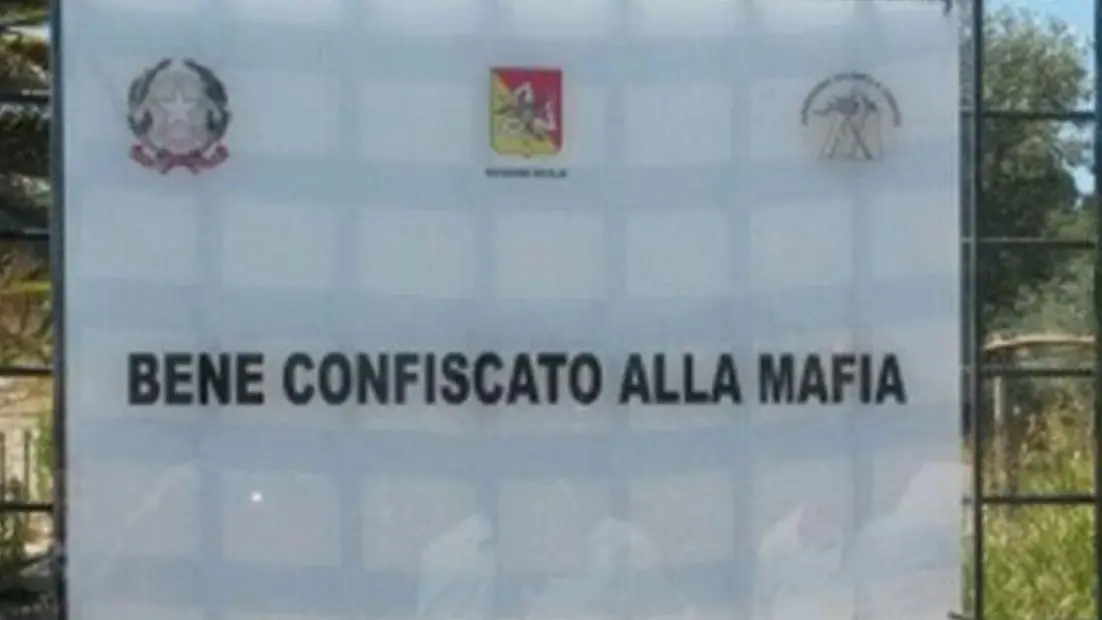 BENE CONFISCATO ALLA MAFIA